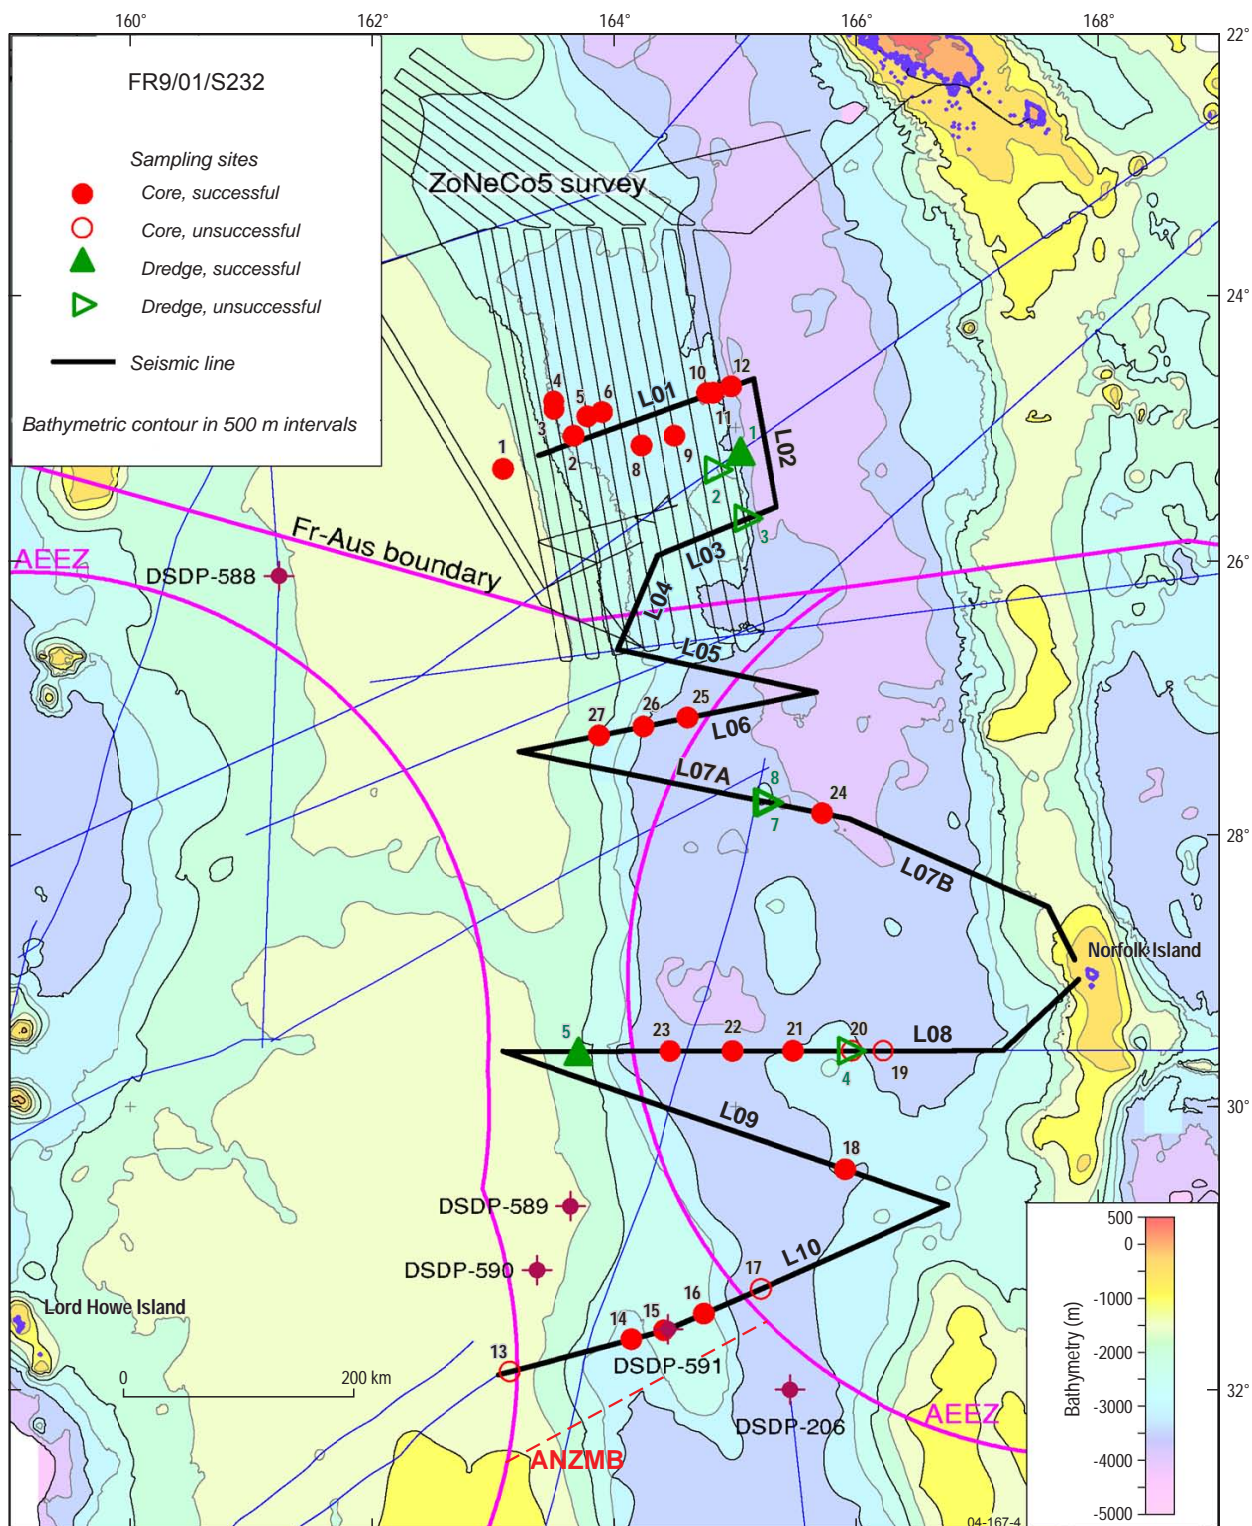 160°
162°
164°
166°
168°
22°
FR9/01/S232
Sampling sites
Core, successful
Core, unsuccessful
Dredge, successful
Dredge, unsuccessful
Seismic line
Bathymetric contour in 500 m intervals
ZoNeCo5 survey
24°
4
5
6
L01
10
12
3
2
1
8
9
11
1
L02
2
3
Fr-Aus boundary
L03
26°
AEEZ
DSDP-588
L04
L05
27
26
25
L06
L07A
8
7
24
28°
L07B
Norfolk Island
5
23
22
21
20
L08
4
19
30°
L09
18
DSDP-589
DSDP-590
L10
17
16
15
14
13
Lord Howe Island
DSDP-591
0
200 km
DSDP-206
AEEZ
32°
ANZMB
500
0
-1000
-2000
-3000
-4000
-5000
Bathymetry (m)
04-167-4